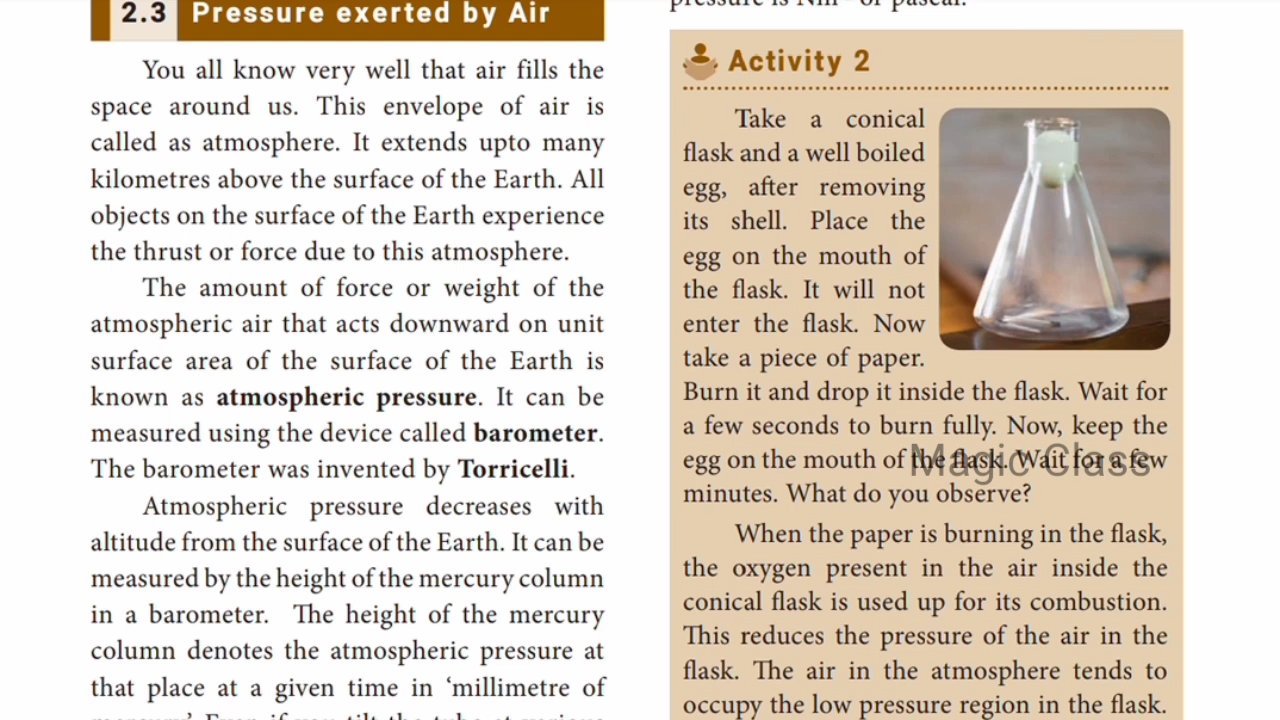 2.3 Pressure exerted by Air
You all know very well that air fills the
space around us. This envelope of air is
called as atmosphere. It extends upto many
kilometres above the surface of the Earth. All
objects on the surface of the Earth experience
the thrust or force due to this atmosphere.
The amount of force or weight of the
atmospheric air that acts downward on unit
surface area of the surface of the Earth is
known as atmospheric pressure. It can be
measured using the device called barometer.
The barometer was invented by Torricelli.
Atmospheric pressure decreases with
altitude from the surface of the Earth. It can be
measured by the height of the mercury column
in a barometer. The height of the mercury
column denotes the atmospheric pressure at
that place at a given time in ‘millimetre of
Activity 2
Take a conical
flask and a well boiled
egg, after removing
its shell. Place the
egg on the mouth of
the flask. It will not
enter the flask. Now
take a piece of paper.
Burn it and drop it inside the flask. Wait for
a few seconds to burn fully. Now, keep the
egg on the mouth of the flask. Wait for a few
minutes. What do you observe?
When the paper is burning in the flask,
the oxygen present in the air inside the
conical flask is used up for its combustion.
This reduces the pressure of the air in the
flask. The air in the atmosphere tends to
occupy the low pressure region in the flask.
Magic Class